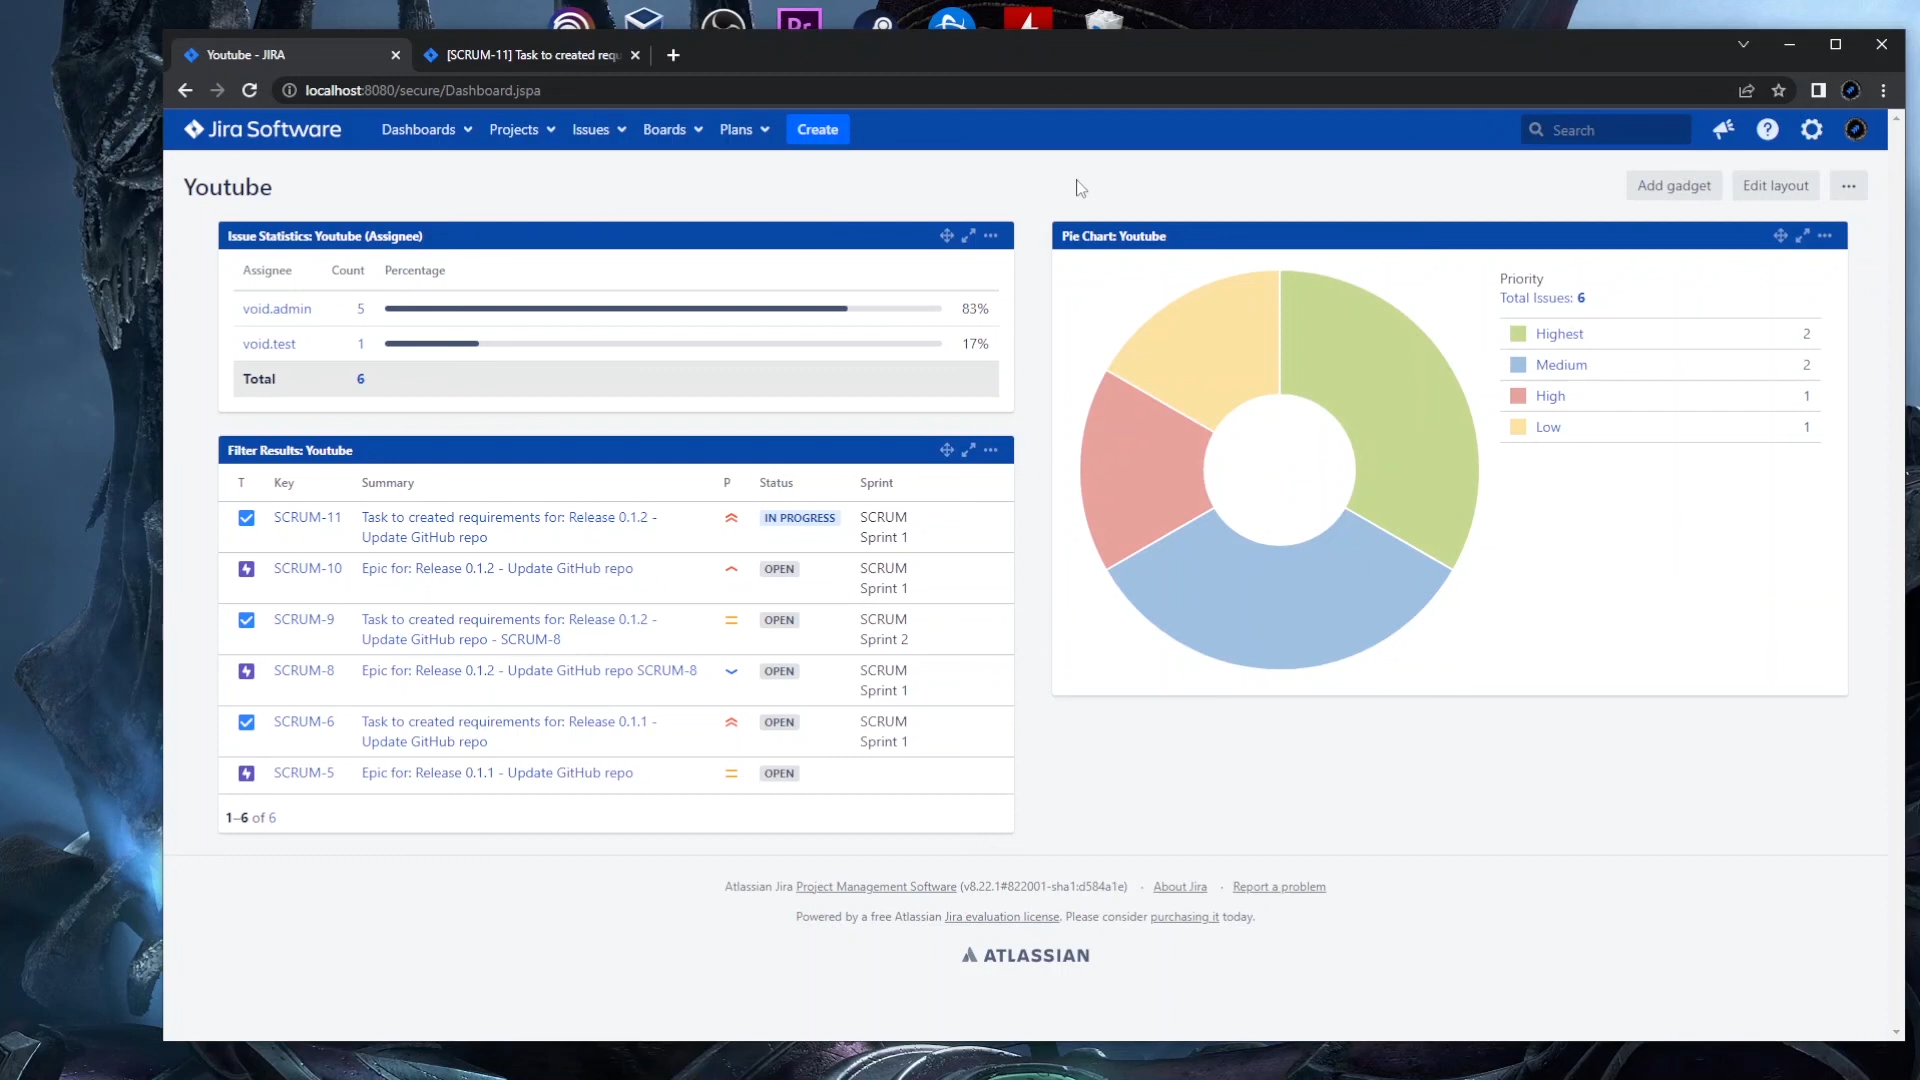 Pr
Youtube - JIRA
[SCRUM-11] Task to created requ
localhost:8080/secure/Dashboard.jspa
Jira Software
Dashboards
Projects
Issues
Boards
Plans
Create
Search
Youtube
Add gadget
Edit layout
Issue Statistics: Youtube (Assignee)
Assignee Count Percentage
void.admin 5 83%
void.test 1 17%
Total 6
Filter Results: Youtube
T Key Summary P Status Sprint
SCRUM-11 Task to created requirements for: Release 0.1.2 - IN PROGRESS SCRUM
Update GitHub repo Sprint 1
SCRUM-10 Epic for: Release 0.1.2 - Update GitHub repo OPEN SCRUM
Sprint 1
SCRUM-9 Task to created requirements for: Release 0.1.2 - OPEN SCRUM
Update GitHub repo - SCRUM-8 Sprint 2
SCRUM-8 Epic for: Release 0.1.2 - Update GitHub repo SCRUM-8 OPEN SCRUM
Sprint 1
SCRUM-6 Task to created requirements for: Release 0.1.1 - OPEN SCRUM
Update GitHub repo Sprint 1
SCRUM-5 Epic for: Release 0.1.1 - Update GitHub repo OPEN
1–6 of 6
Pie Chart: Youtube
Priority
Total Issues: 6
Highest 2
Medium 2
High 1
Low 1
Atlassian Jira Project Management Software (v8.22.1#822001-sha1:d584a1e) · About Jira · Report a problem
Powered by a free Atlassian Jira evaluation license. Please consider purchasing it today.
ATLASSIAN